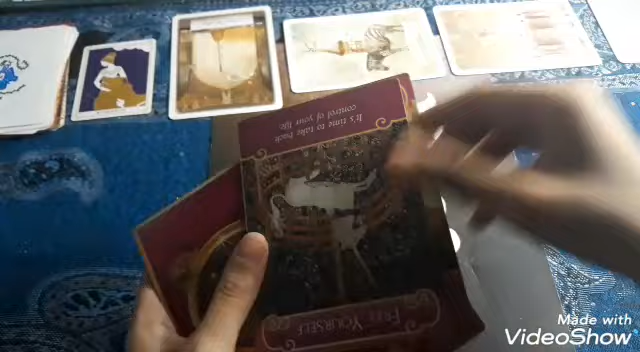 It's time to take back
control of your life.
FREE YOURSELF
Made with
VideoShow